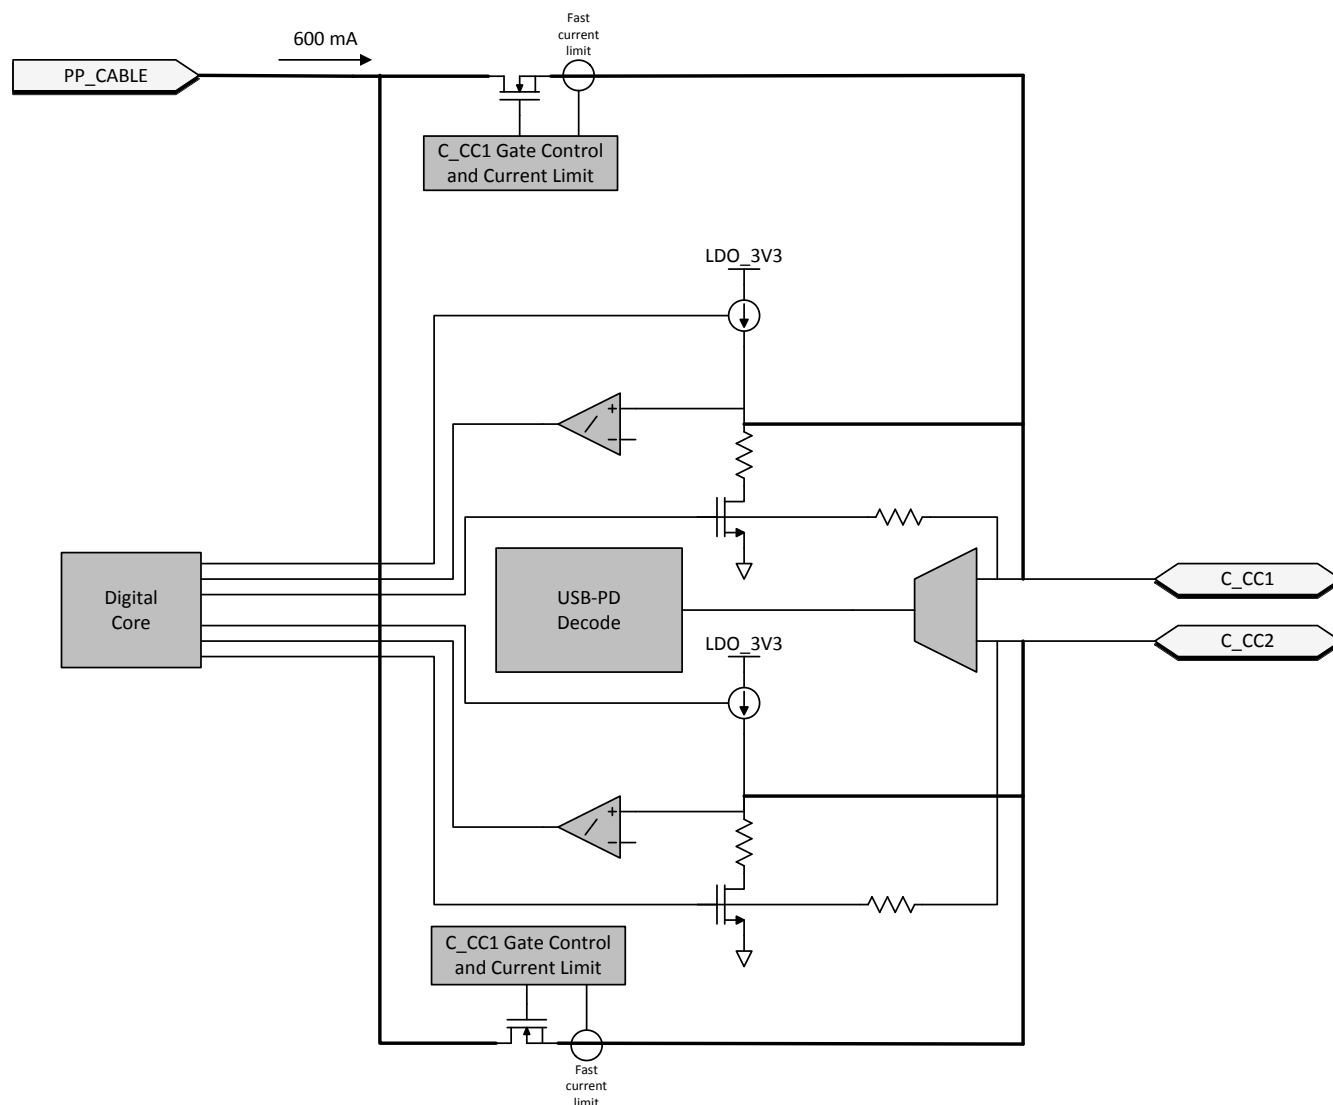 Fast
current
limit
600 mA
PP_CABLE
C_CC1 Gate Control
and Current Limit
LDO_3V3
+
−
Digital
Core
USB-PD
Decode
C_CC1
C_CC2
LDO_3V3
+
−
C_CC1 Gate Control
and Current Limit
Fast
current
limit